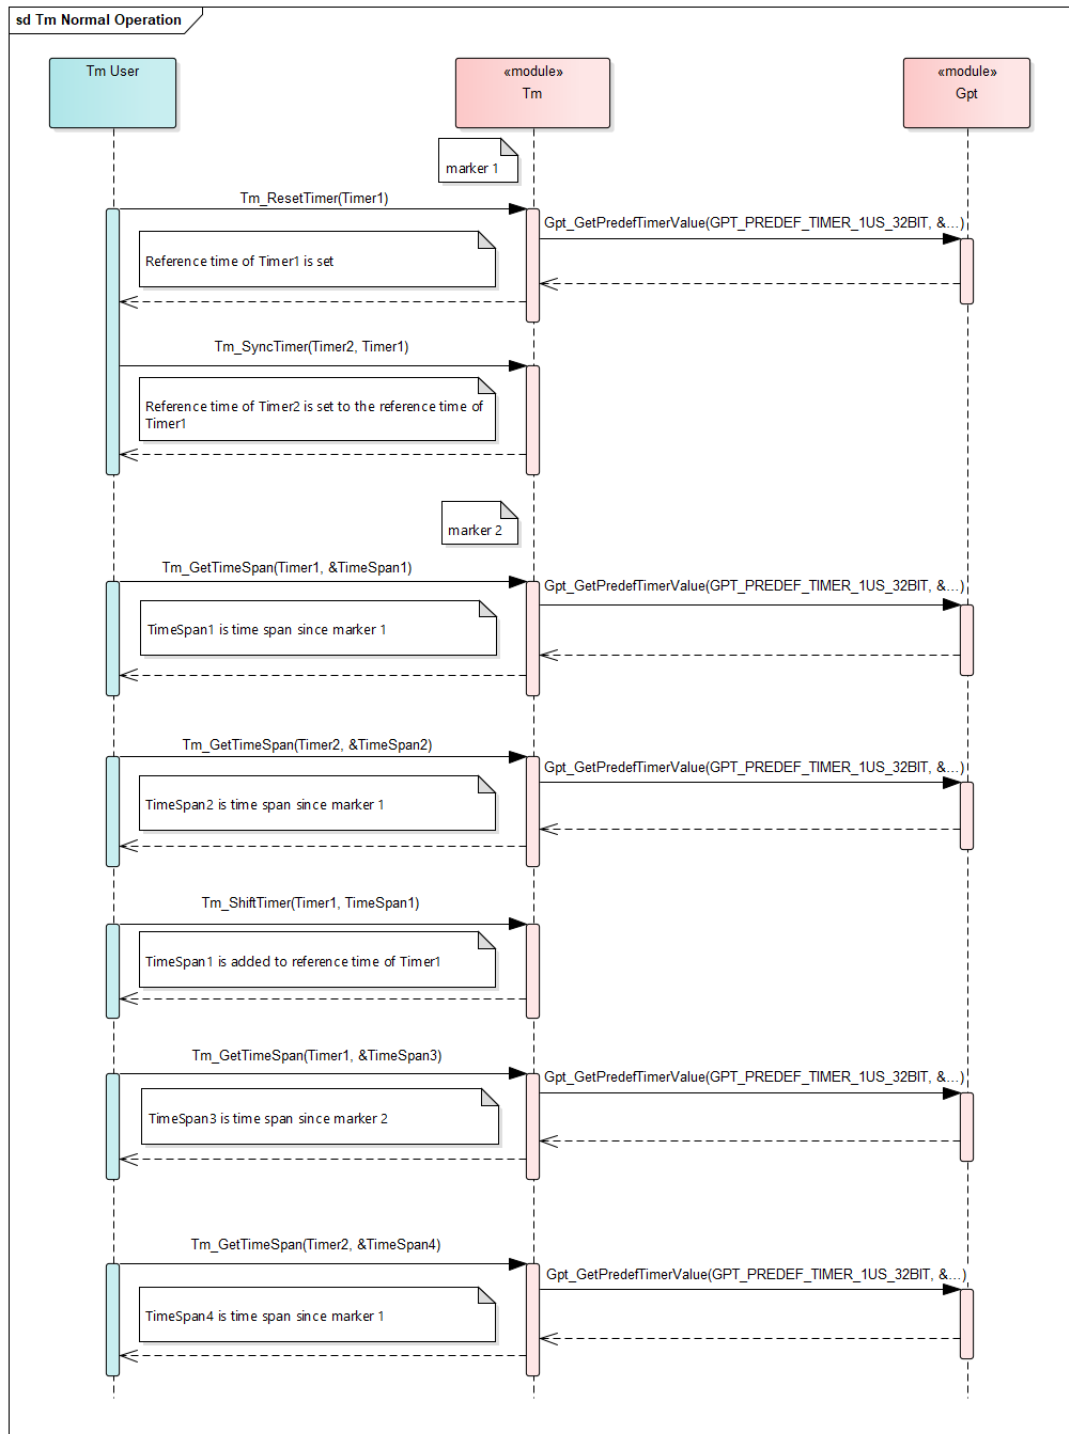 sd Tm Normal Operation
Tm User
«module»
Tm
«module»
Gpt
marker 1
Tm_ResetTimer(Timer1)
Gpt_GetPredefTimerValue(GPT_PREDEF_TIMER_1US_32BIT, &...)
Reference time of Timer1 is set
Tm_SyncTimer(Timer2, Timer1)
Reference time of Timer2 is set to the reference time of
Timer1
marker 2
Tm_GetTimeSpan(Timer1, &TimeSpan1)
Gpt_GetPredefTimerValue(GPT_PREDEF_TIMER_1US_32BIT, &...)
TimeSpan1 is time span since marker 1
Tm_GetTimeSpan(Timer2, &TimeSpan2)
Gpt_GetPredefTimerValue(GPT_PREDEF_TIMER_1US_32BIT, &...)
TimeSpan2 is time span since marker 1
Tm_ShiftTimer(Timer1, TimeSpan1)
TimeSpan1 is added to reference time of Timer1
Tm_GetTimeSpan(Timer1, &TimeSpan3)
Gpt_GetPredefTimerValue(GPT_PREDEF_TIMER_1US_32BIT, &...)
TimeSpan3 is time span since marker 2
Tm_GetTimeSpan(Timer2, &TimeSpan4)
Gpt_GetPredefTimerValue(GPT_PREDEF_TIMER_1US_32BIT, &...)
TimeSpan4 is time span since marker 1